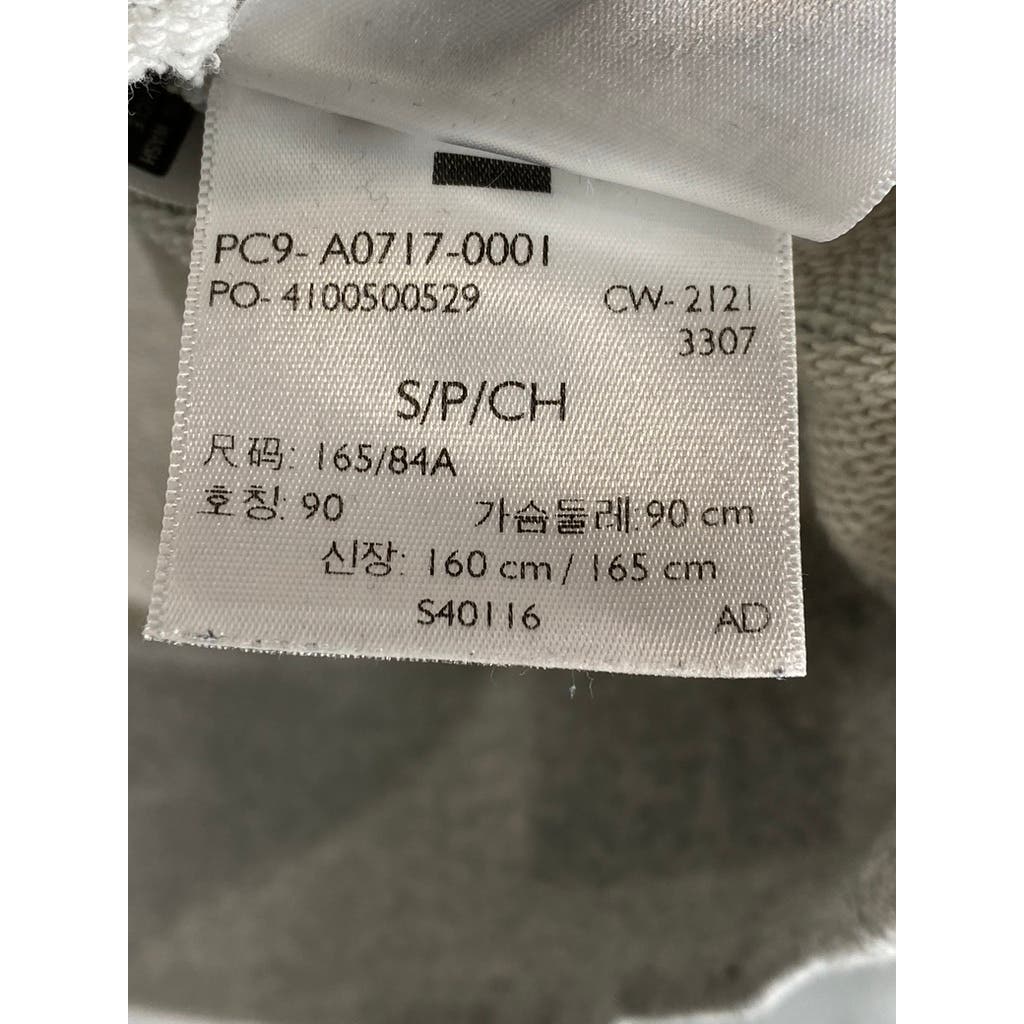 PC9- A0717-0001
PO- 4100500529 CW- 2121
3307
S/P/CH
尺码: 165/84A
호칭: 90 가슴둘레: 90 cm
신장: 160 cm / 165 cm
S40116 AD